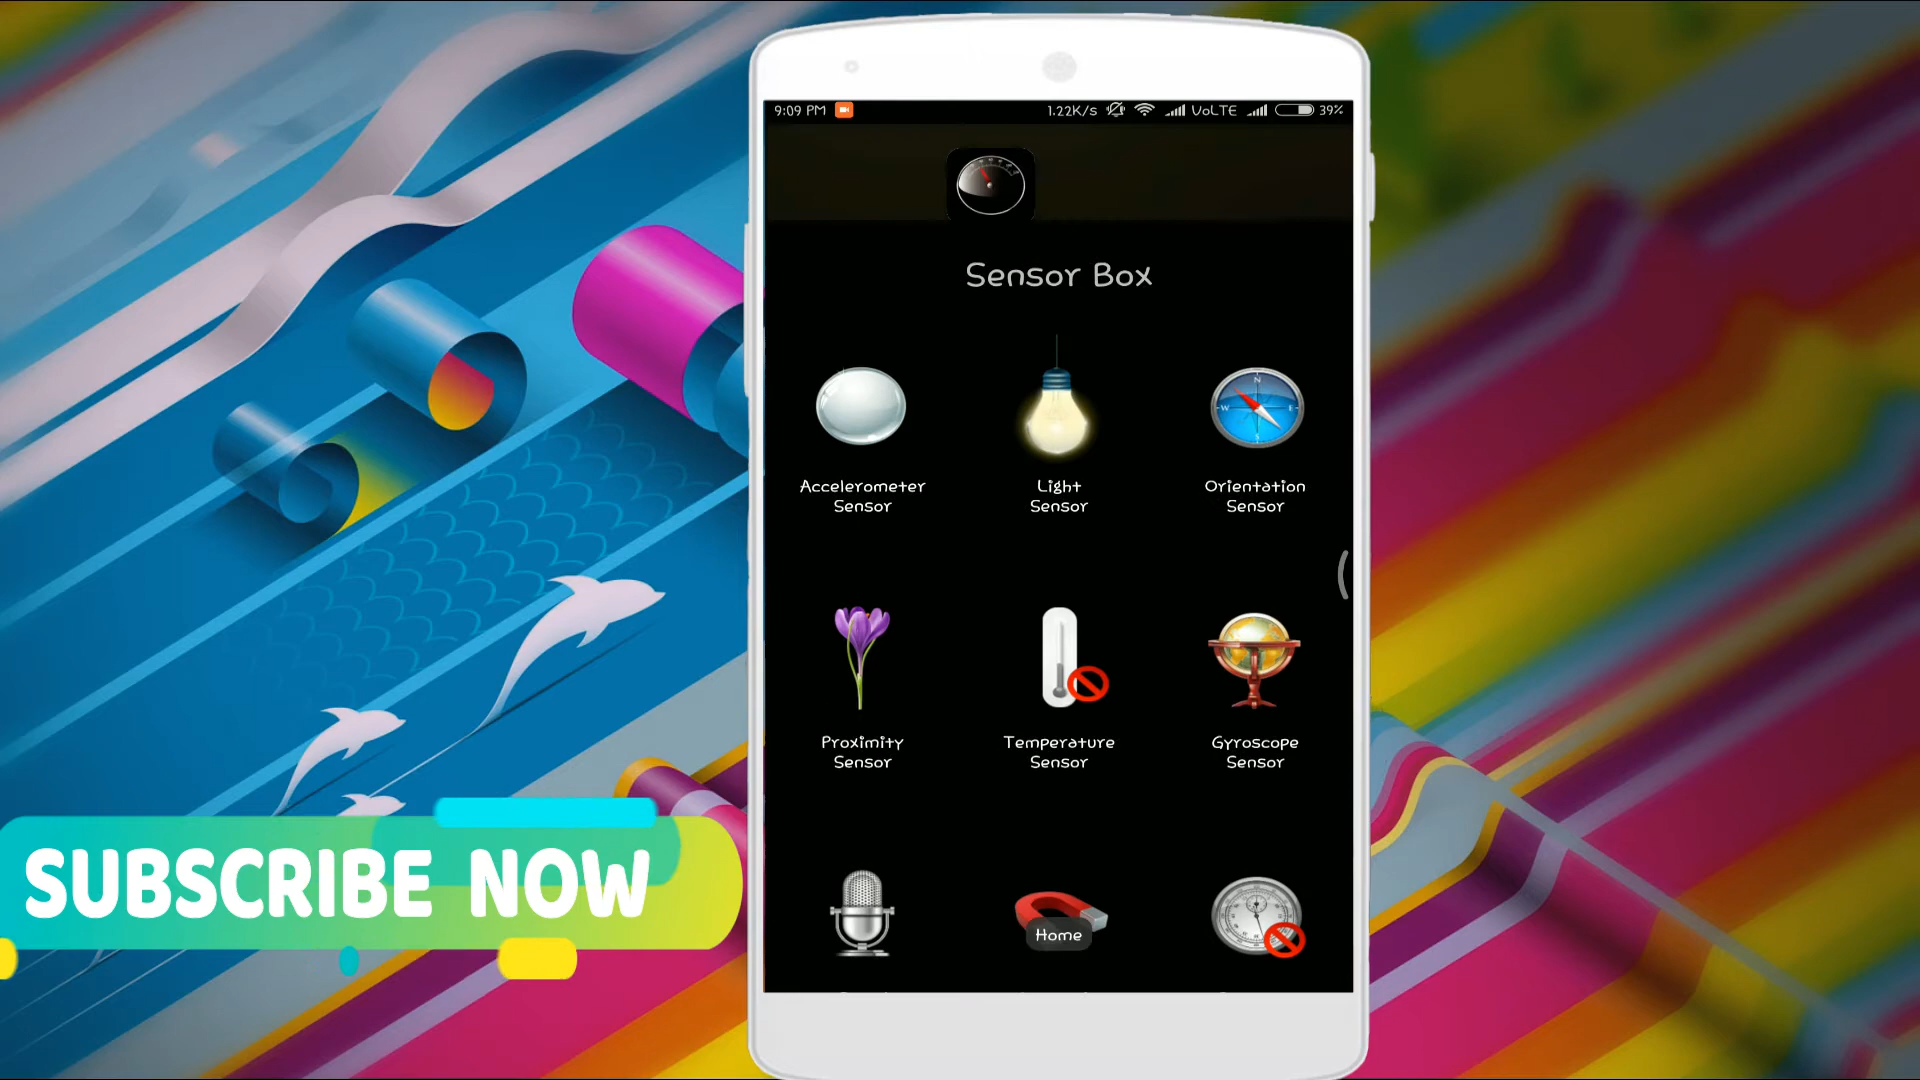 9:09 PM 1.22K/s VoLTE 39%
Sensor Box
N
W E
Accelerometer
Sensor
Light
Sensor
Orientation
Sensor
Proximity
Sensor
Temperature
Sensor
Gyroscope
Sensor
SUBSCRIBE NOW
Home